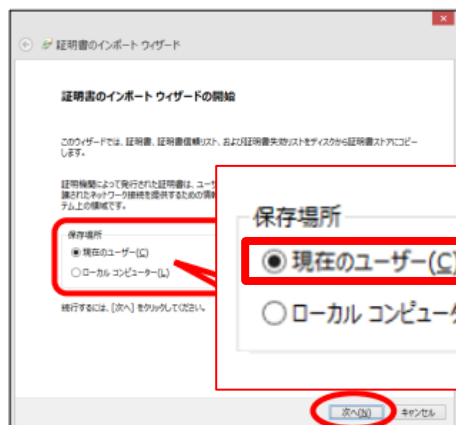 証明書のインポート ウィザード
証明書のインポート ウィザードの開始
このウィザードでは、証明書、証明書信頼リスト、および証明書失効リストをディスクから証明書ストアにコピー
します。
証明機関によって発行された証明書は、ユーザ
護されたネットワーク接続を提供するための情報
テム上の領域です。
保存場所
現在のユーザー(C)
ローカル コンピューター(L)
続行するには、[次へ] をクリックしてください。
保存場所
現在のユーザー(C)
ローカル コンピュータ
次へ(N)
キャンセル